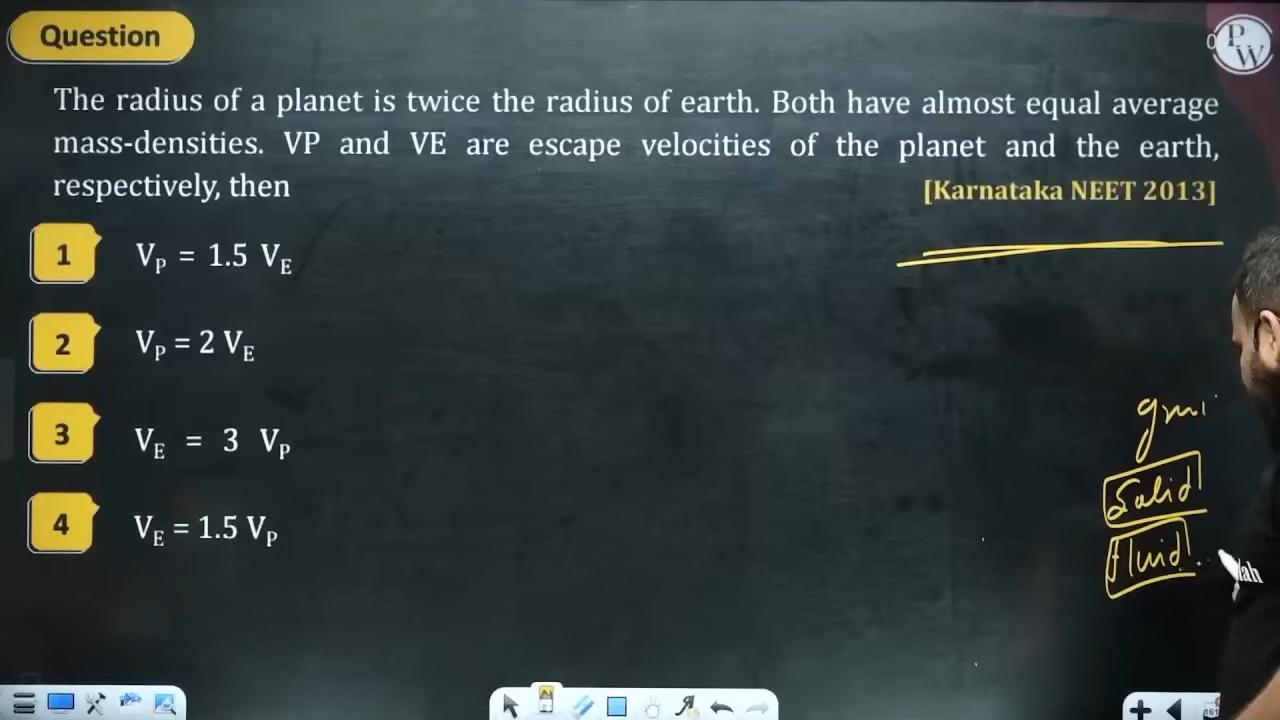 Question
PW
The radius of a planet is twice the radius of earth. Both have almost equal average
mass-densities. VP and VE are escape velocities of the planet and the earth,
respectively, then
[Karnataka NEET 2013]
1 V_P = 1.5 V_E
2 V_P = 2 V_E
3 V_E = 3 V_P
4 V_E = 1.5 V_P
Solid
fluid